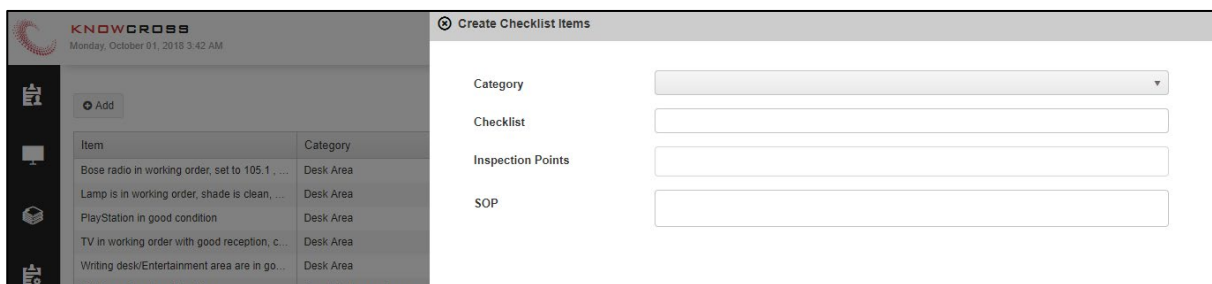 KNOWCROSS
Monday, October 01, 2018 3:42 AM
Add
Item Category
Bose radio in working order, set to 105.1 , ... Desk Area
Lamp is in working order, shade is clean, ... Desk Area
PlayStation in good condition Desk Area
TV in working order with good reception, c... Desk Area
Writing desk/Entertainment area are in go... Desk Area
Create Checklist Items
Category
Checklist
Inspection Points
SOP